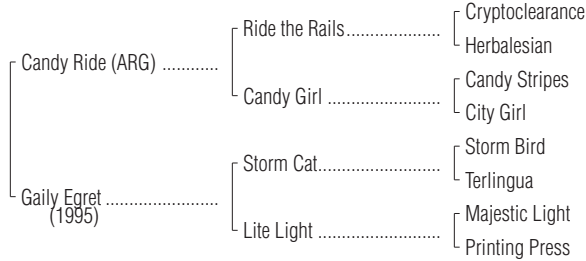 Cryptoclearance
Ride the Rails.....................
Herbalesian
Candy Ride (ARG) ............
Candy Stripes
Candy Girl .........................
City Girl
Storm Bird
Storm Cat...........................
Terlingua
Gaily Egret ........................
(1995)
Majestic Light
Lite Light ...........................
Printing Press